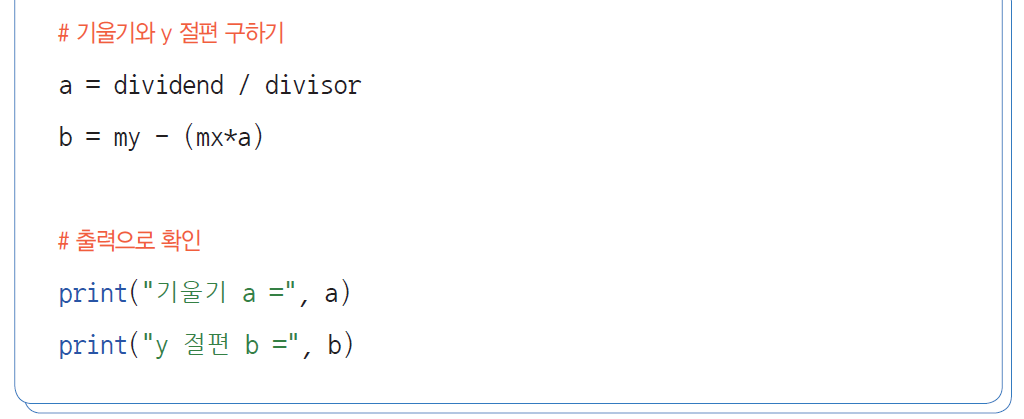 # 기울기와 y 절편 구하기
a = dividend / divisor
b = my - (mx*a)
# 출력으로 확인
print("기울기 a =", a)
print("y 절편 b =", b)